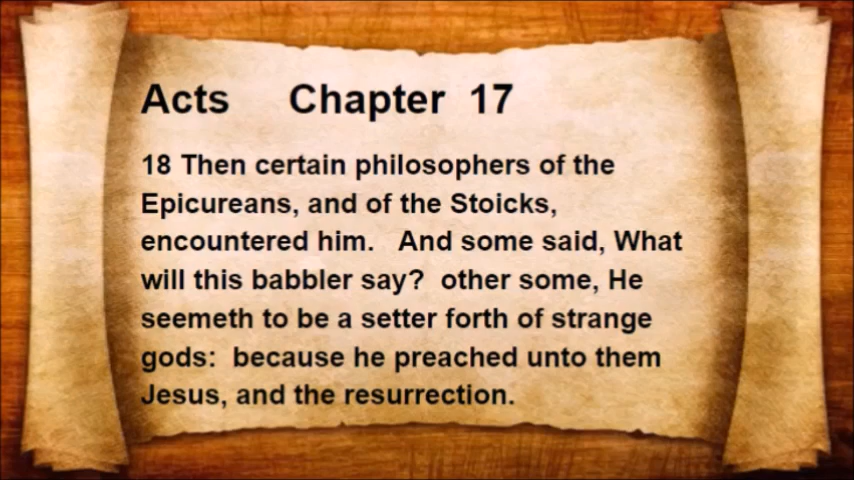 Acts Chapter 17
18 Then certain philosophers of the
Epicureans, and of the Stoicks,
encountered him. And some said, What
will this babbler say? other some, He
seemeth to be a setter forth of strange
gods: because he preached unto them
Jesus, and the resurrection.